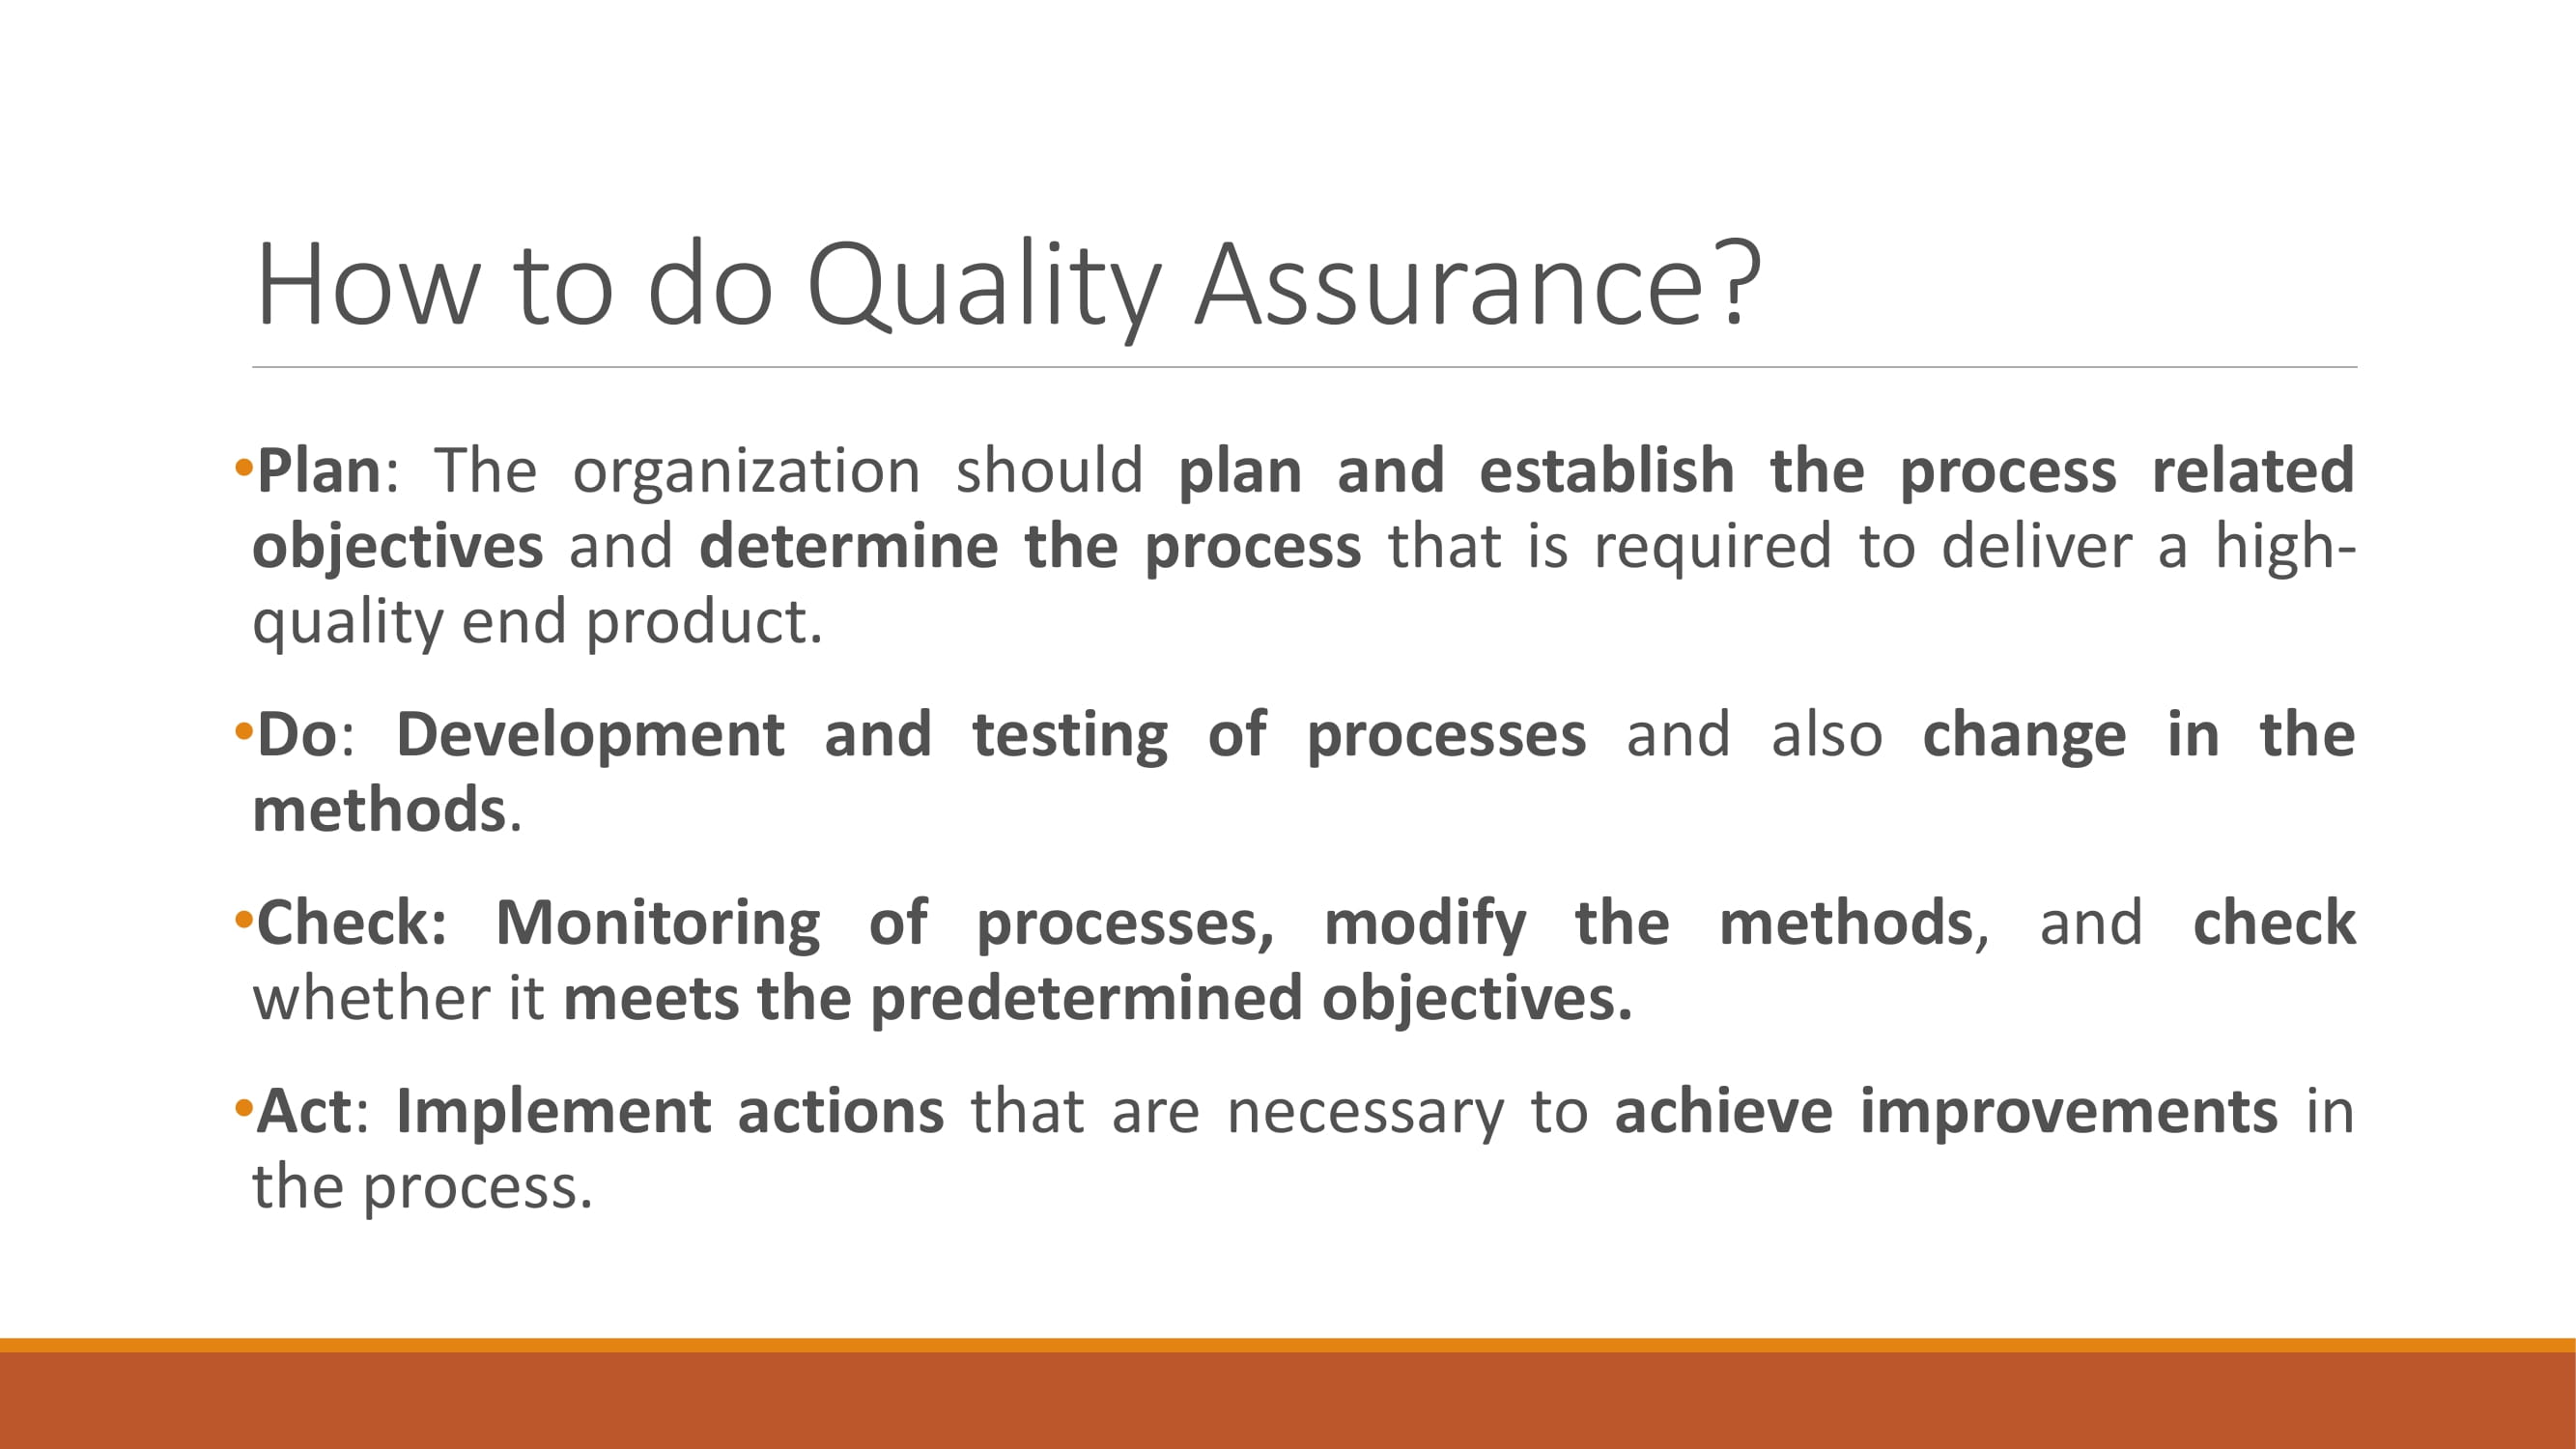 How to do Quality Assurance?
•Plan: The organization should plan and establish the process related
objectives and determine the process that is required to deliver a high-
quality end product.
•Do: Development and testing of processes and also change in the
methods.
•Check: Monitoring of processes, modify the methods, and check
whether it meets the predetermined objectives.
•Act: Implement actions that are necessary to achieve improvements in
the process.